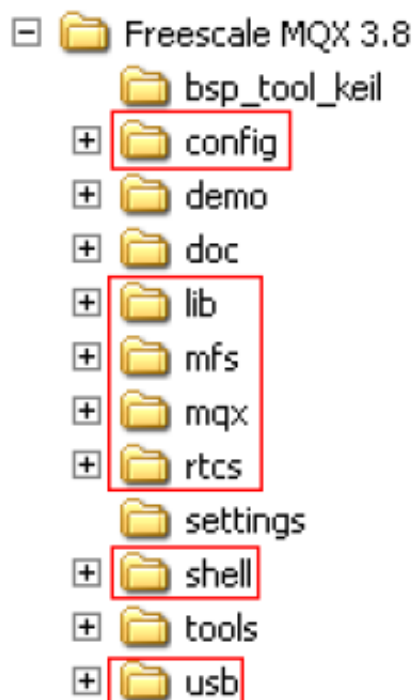 Freescale MQX 3.8
bsp_tool_keil
config
demo
doc
lib
mfs
mqx
rtcs
settings
shell
tools
usb